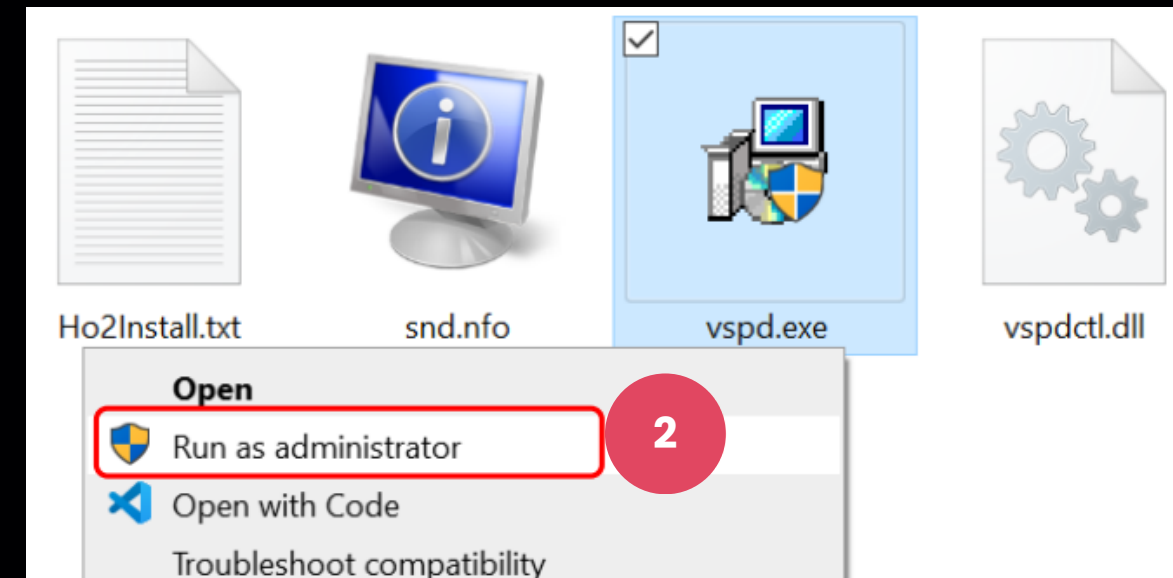 Ho2Install.txt snd.nfo vspd.exe vspdctl.dll
Open
Run as administrator
2
Open with Code
Troubleshoot compatibility